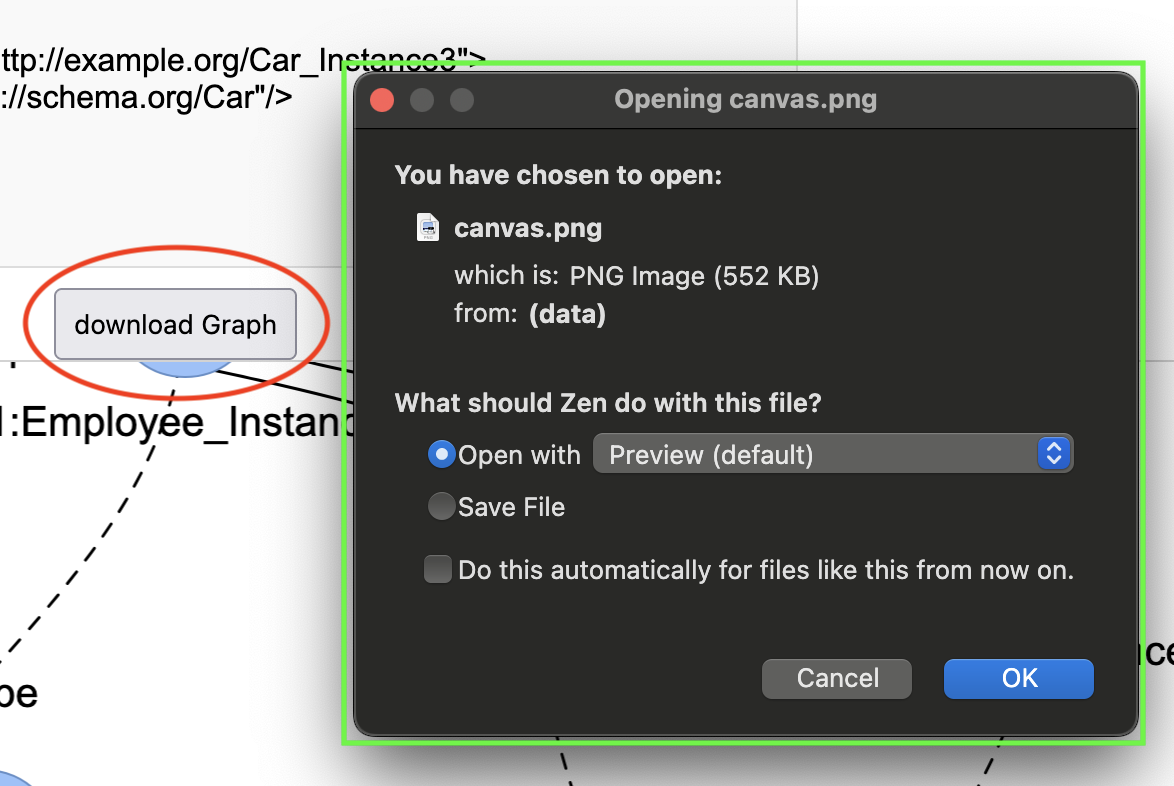 ttp://example.org/Car_Instance3">
://schema.org/Car"/>
Opening canvas.png
You have chosen to open:
canvas.png
which is: PNG Image (552 KB)
from: (data)
download Graph
What should Zen do with this file?
:Employee_Instanc
Open with Preview (default)
Save File
Do this automatically for files like this from now on.
Cancel OK